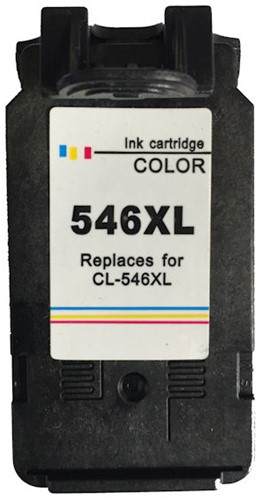 Ink cartridge
COLOR
546XL
Replaces for
CL-546XL